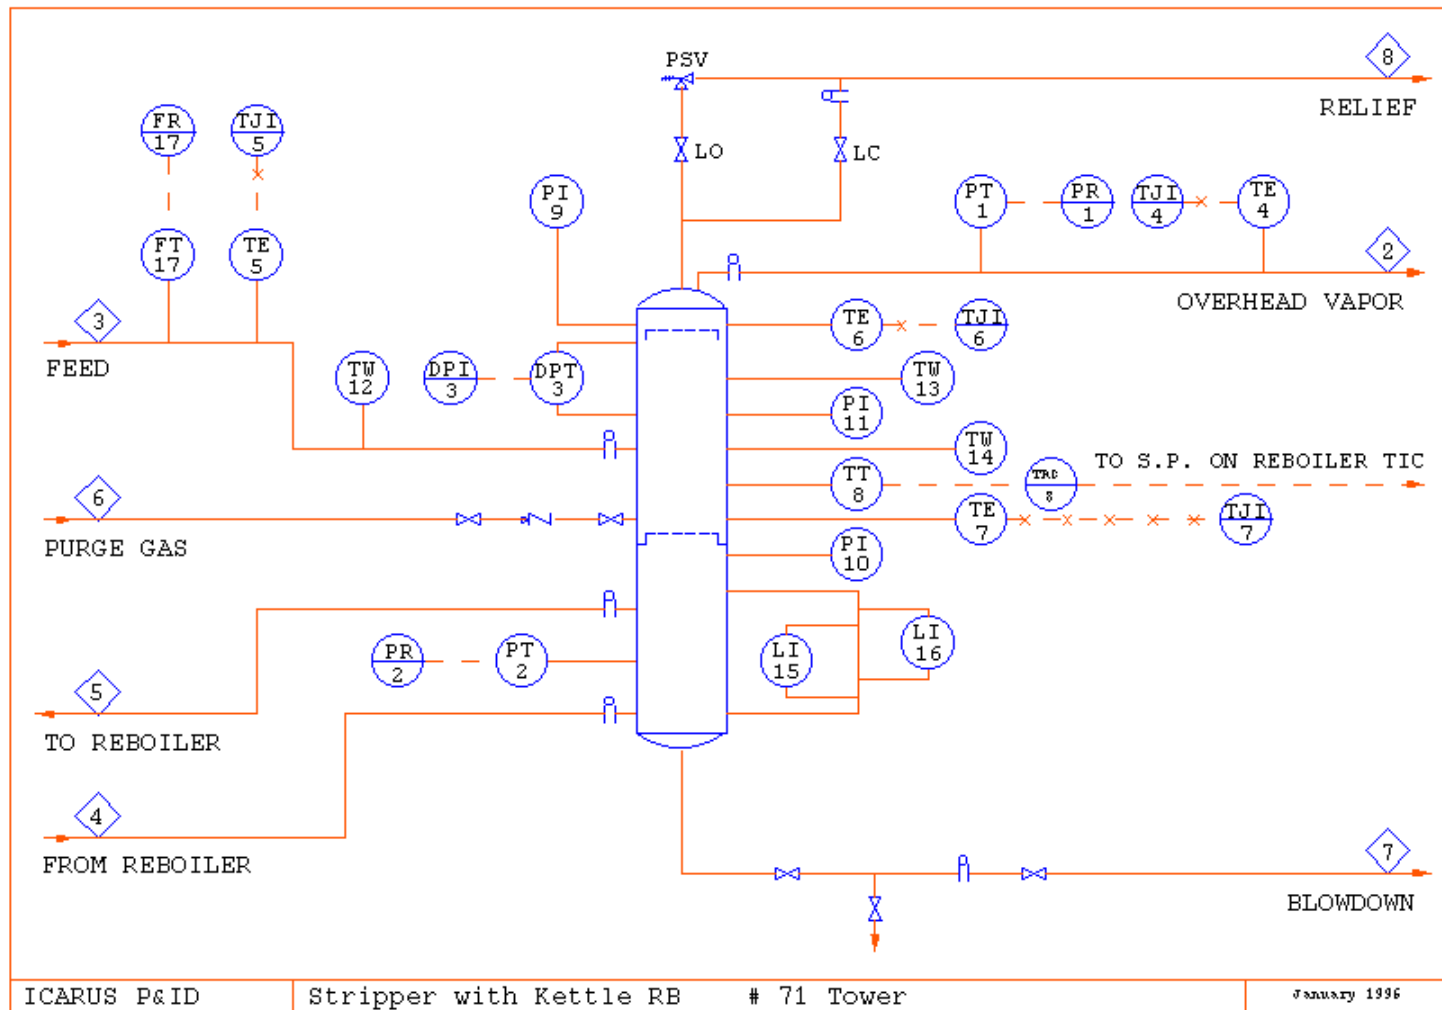 PSV
8
RELIEF
FR
17
TJI
5
LO
LC
PI
9
PT
1
PR
1
TJI
4
TE
4
FT
17
TE
5
2
OVERHEAD VAPOR
3
FEED
TE
6
TJI
6
TW
12
DPI
3
DPT
3
TW
13
PI
11
TW
14
TO S.P. ON REBOILER TIC
TT
8
TRC
8
6
PURGE GAS
TE
7
TJI
7
PI
10
LI
15
LI
16
PR
2
PT
2
5
TO REBOILER
4
FROM REBOILER
7
BLOWDOWN
ICARUS P&ID
Stripper with Kettle RB # 71 Tower
January 1996